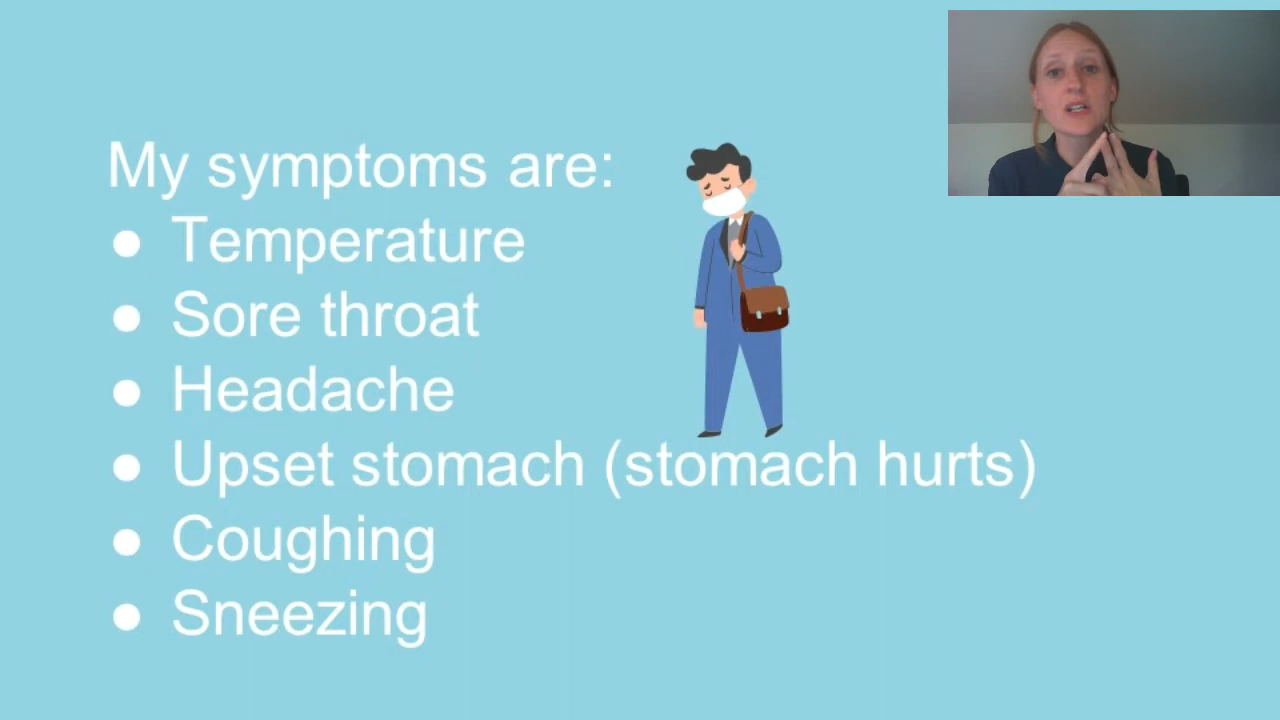 My symptoms are:
● Temperature
● Sore throat
● Headache
● Upset stomach (stomach hurts)
● Coughing
● Sneezing